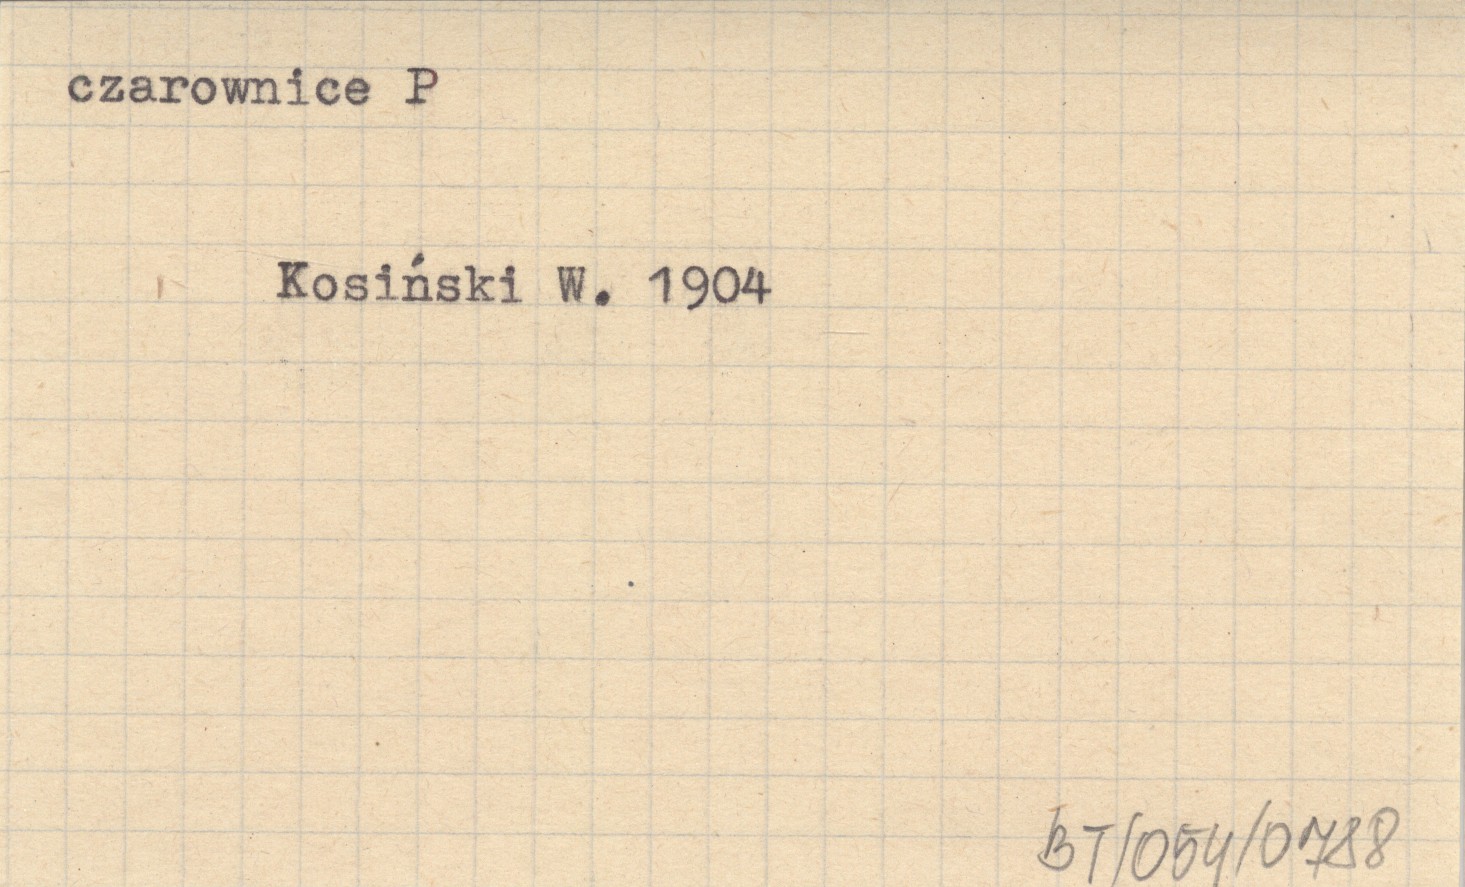 czarownice P
Kosiński W. 1904
BT/054/0788